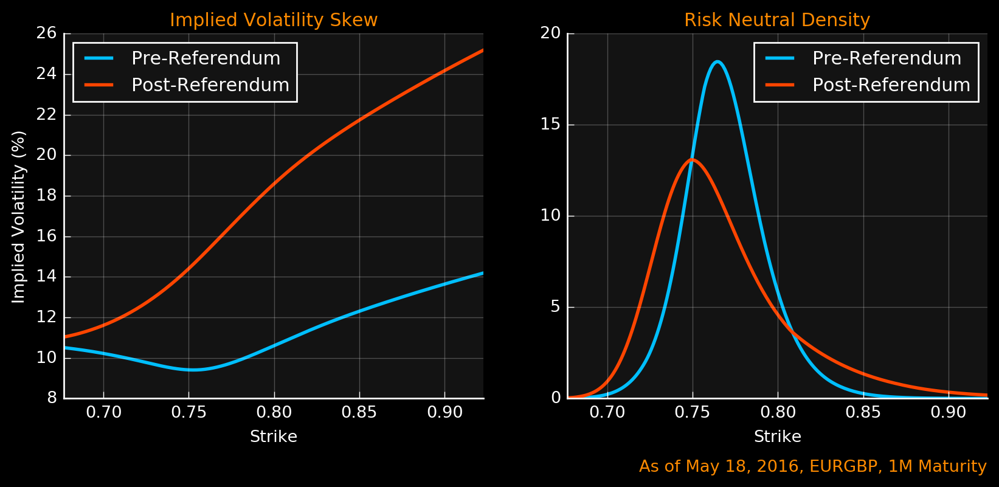 Implied Volatility Skew
26
24
22
20
18
16
14
12
10
8
Implied Volatility (%)
Pre-Referendum
Post-Referendum
0.70 0.75 0.80 0.85 0.90
Strike
Risk Neutral Density
20
15
10
5
0
Pre-Referendum
Post-Referendum
0.70 0.75 0.80 0.85 0.90
Strike
As of May 18, 2016, EURGBP, 1M Maturity